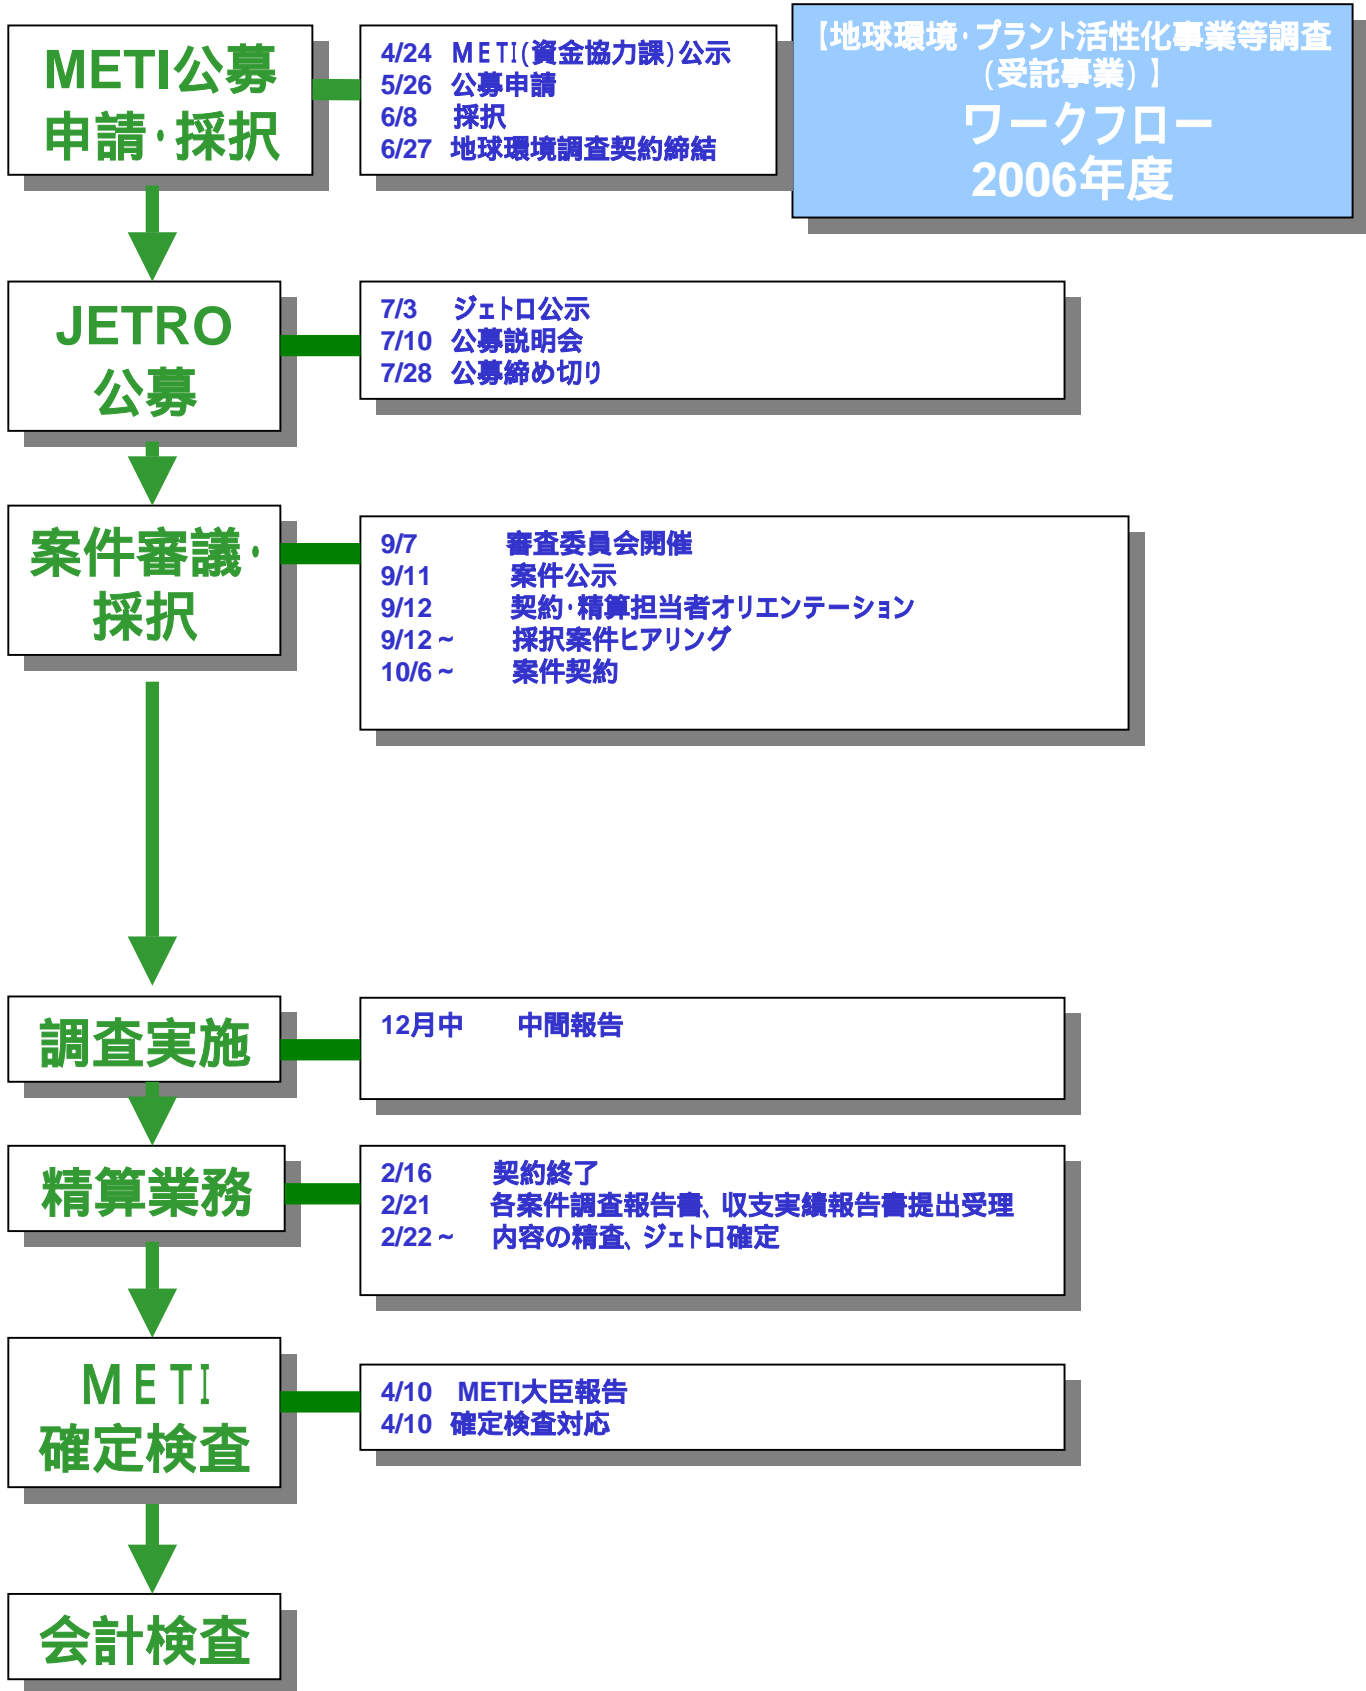 METI公募
申請・採択
4/24 METI(資金協力課)公示
5/26 公募申請
6/8 採択
6/27 地球環境調査契約締結
【地球環境・プラント活性化事業等調査
(受託事業)】
ワークフロー
2006年度
JETRO
公募
7/3 ジェトロ公示
7/10 公募説明会
7/28 公募締め切り
案件審議・
採択
9/7 審査委員会開催
9/11 案件公示
9/12 契約・精算担当者オリエンテーション
9/12～ 採択案件ヒアリング
10/6～ 案件契約
調査実施
12月中 中間報告
精算業務
2/16 契約終了
2/21 各案件調査報告書、収支実績報告書提出受理
2/22～ 内容の精査、ジェトロ確定
METI
確定検査
4/10 METI大臣報告
4/10 確定検査対応
会計検査